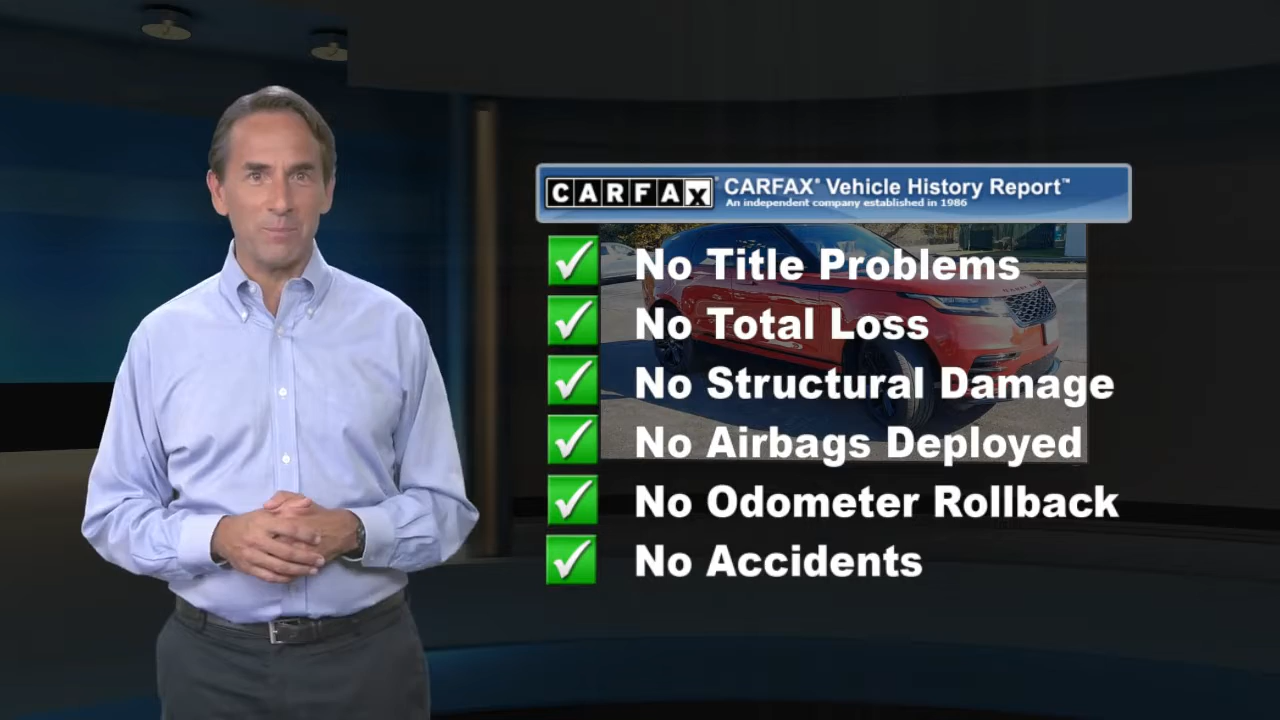 CARFAX CARFAX® Vehicle History Report™
An independent company established in 1986
No Title Problems
No Total Loss
No Structural Damage
No Airbags Deployed
No Odometer Rollback
No Accidents